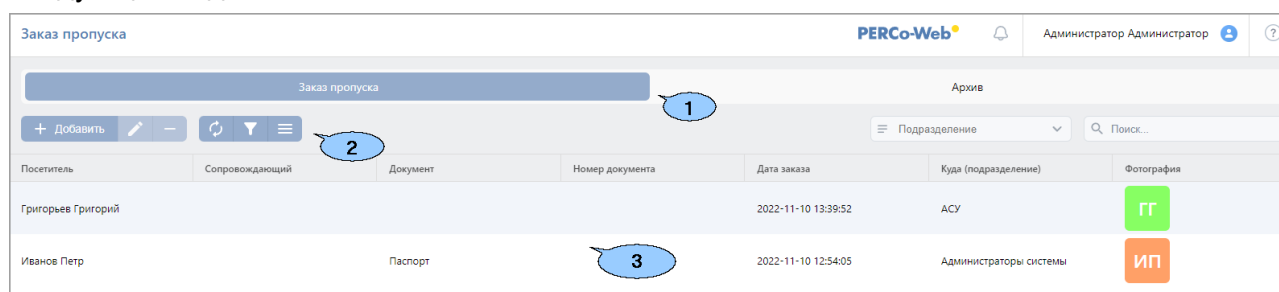 Заказ пропуска PERCo-Web Администратор Администратор ?
Заказ пропуска Архив
1
+ Добавить Подразделение Поиск...
2
Посетитель Сопровождающий Документ Номер документа Дата заказа Куда (подразделение) Фотография
Григорьев Григорий 2022-11-10 13:39:52 АСУ ГГ
Иванов Петр Паспорт 3 2022-11-10 12:54:05 Администраторы системы ИП